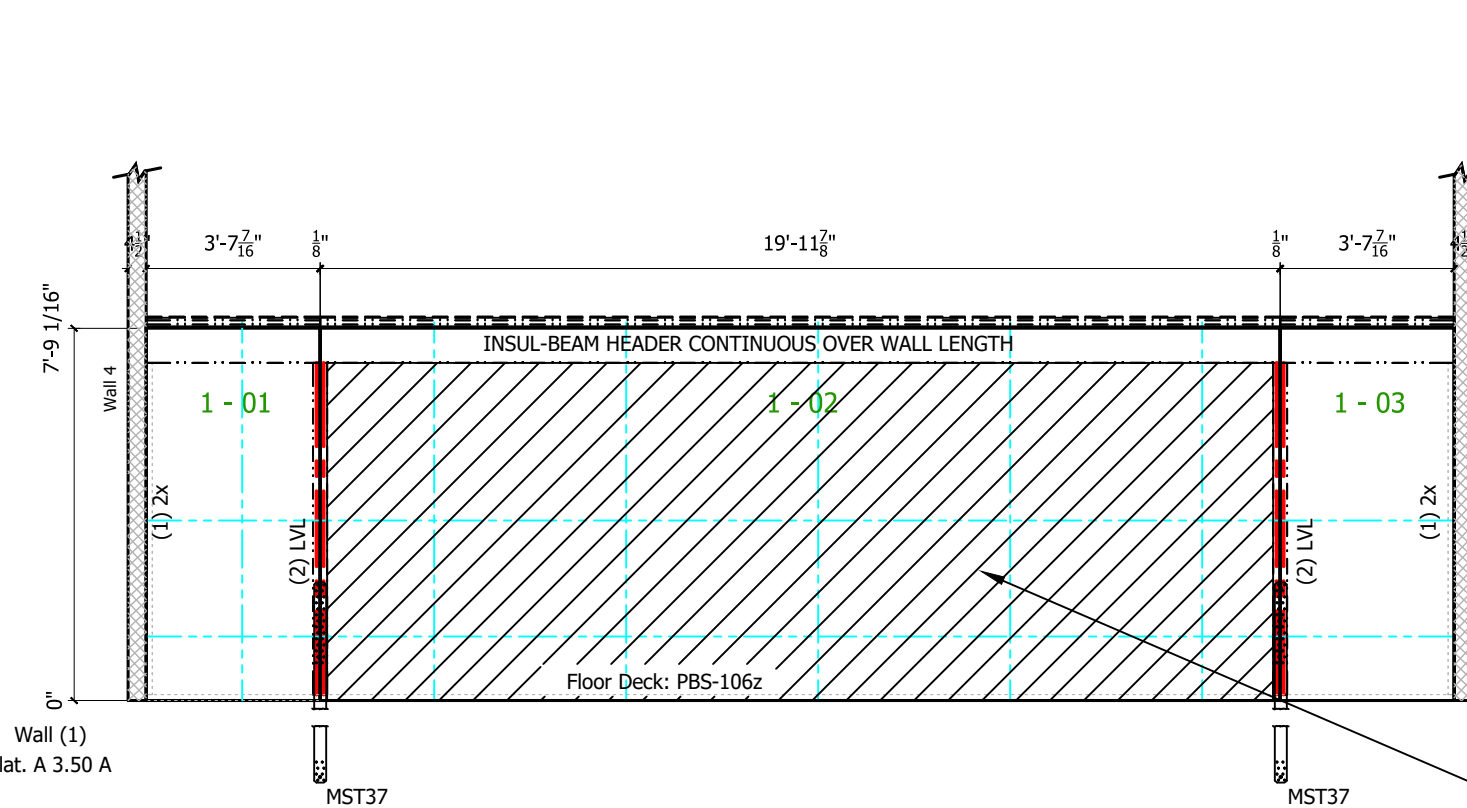 4 1/2"
3'-7 7/16"
1/8"
19'-11 7/8"
1/8"
3'-7 7/16"
7'-9 1/16"
INSUL-BEAM HEADER CONTINUOUS OVER WALL LENGTH
Wall 4
1 - 01
1 - 02
1 - 03
(1) 2x
(2) LVL
(2) LVL
(1) 2x
Floor Deck: PBS-106z
0"
Wall (1)
lat. A 3.50 A
MST37
MST37